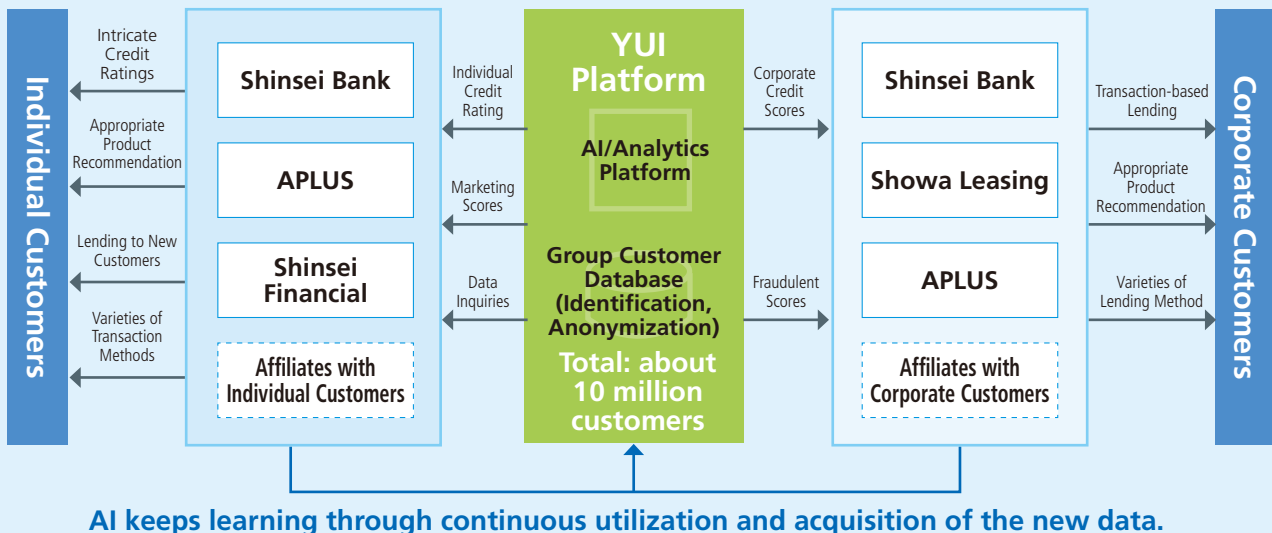 Individual Customers
Intricate
Credit
Ratings
Appropriate
Product
Recommendation
Lending to New
Customers
Varieties of
Transaction
Methods
Shinsei Bank
APLUS
Shinsei
Financial
Affiliates with
Individual Customers
Individual
Credit
Rating
Marketing
Scores
Data
Inquiries
YUI
Platform
AI/Analytics
Platform
Group Customer
Database
(Identification,
Anonymization)
Total: about
10 million
customers
Corporate
Credit
Scores
Fraudulent
Scores
Shinsei Bank
Showa Leasing
APLUS
Affiliates with
Corporate Customers
Transaction-based
Lending
Appropriate
Product
Recommendation
Varieties of
Lending Method
Corporate Customers
AI keeps learning through continuous utilization and acquisition of the new data.